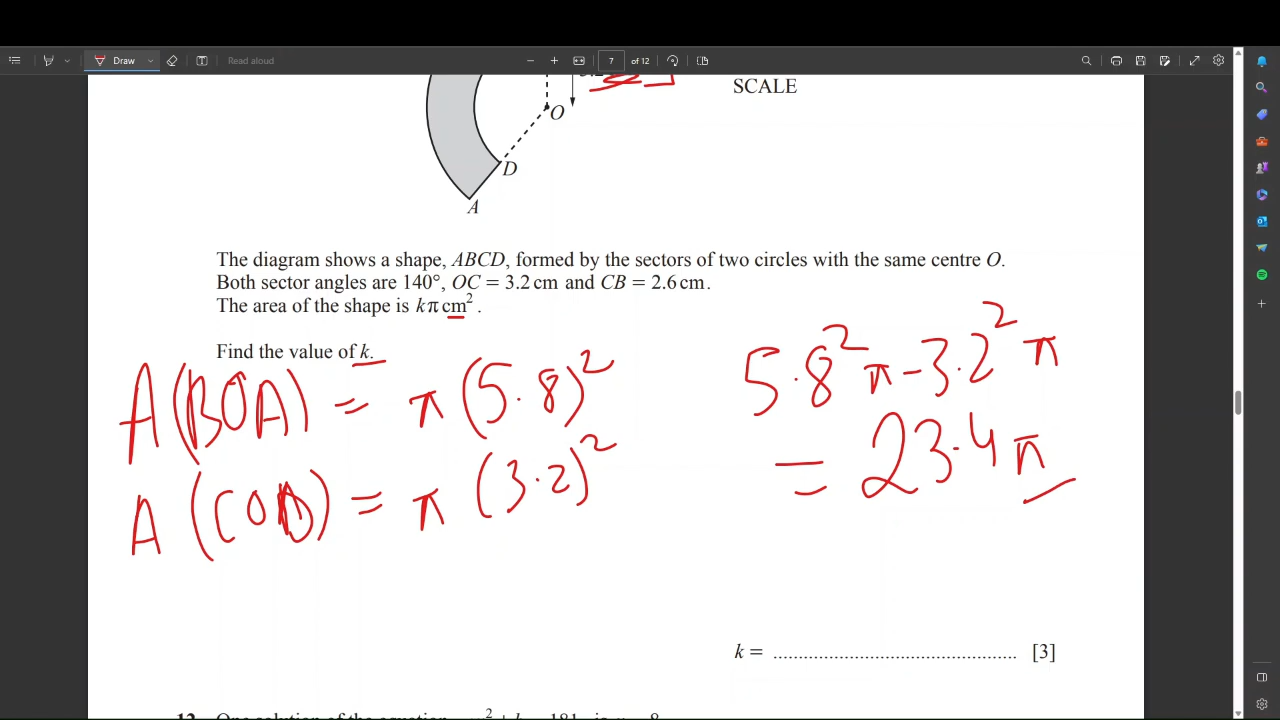 Draw
Read aloud
7
of 12
SCALE
O
D
A
The diagram shows a shape, ABCD, formed by the sectors of two circles with the same centre O.
Both sector angles are 140°, OC = 3.2 cm and CB = 2.6 cm.
The area of the shape is kπ cm².
Find the value of k.
A(BOA) = π(5.8)²
A(COD) = π(3.2)²
5.8²π-3.2²π
= 23.4π
k = ............................................ [3]